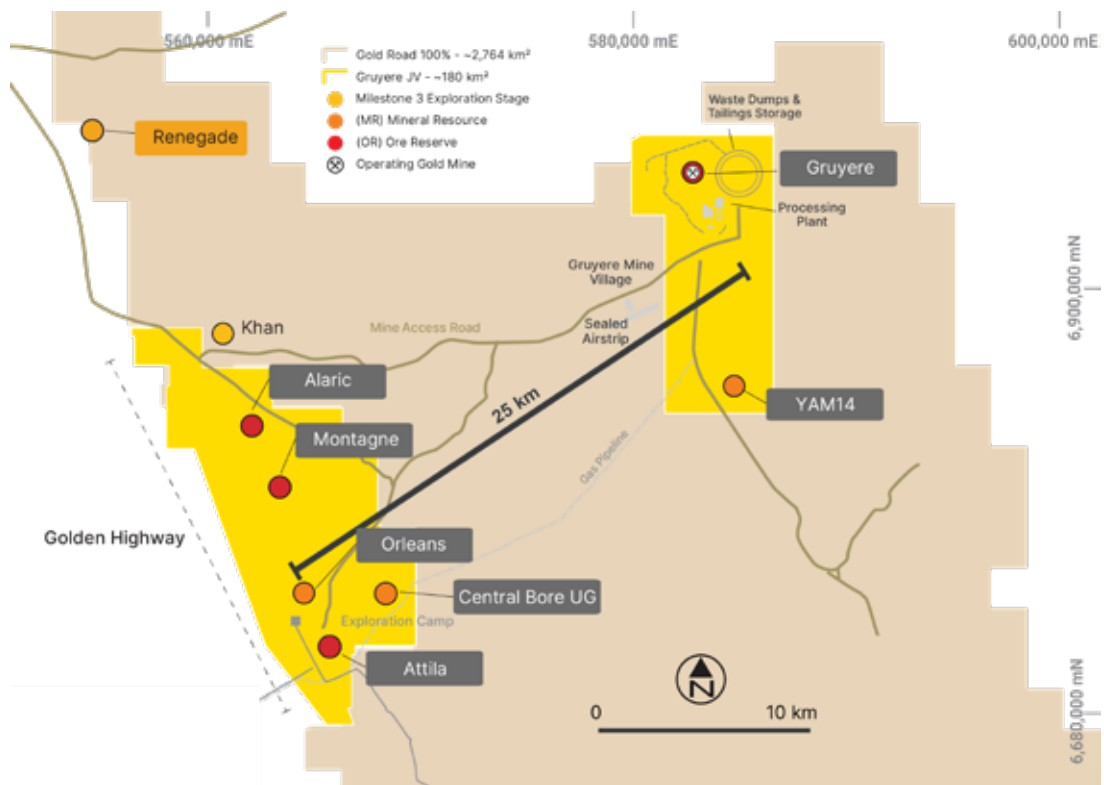 560,000 mE
580,000 mE
600,000 mE
Gold Road 100% - ~2,764 km²
Gruyere JV - ~180 km²
Milestone 3 Exploration Stage
(MR) Mineral Resource
(OR) Ore Reserve
Operating Gold Mine
Waste Dumps &
Tailings Storage
Renegade
Gruyere
Processing
Plant
Gruyere Mine
Village
6,900,000 mN
Khan
Mine Access Road
Sealed
Airstrip
Alaric
YAM14
25 km
Montagne
Gas Pipeline
Golden Highway
Orleans
Central Bore UG
Exploration Camp
Attila
N
0
10 km
6,680,000 mN